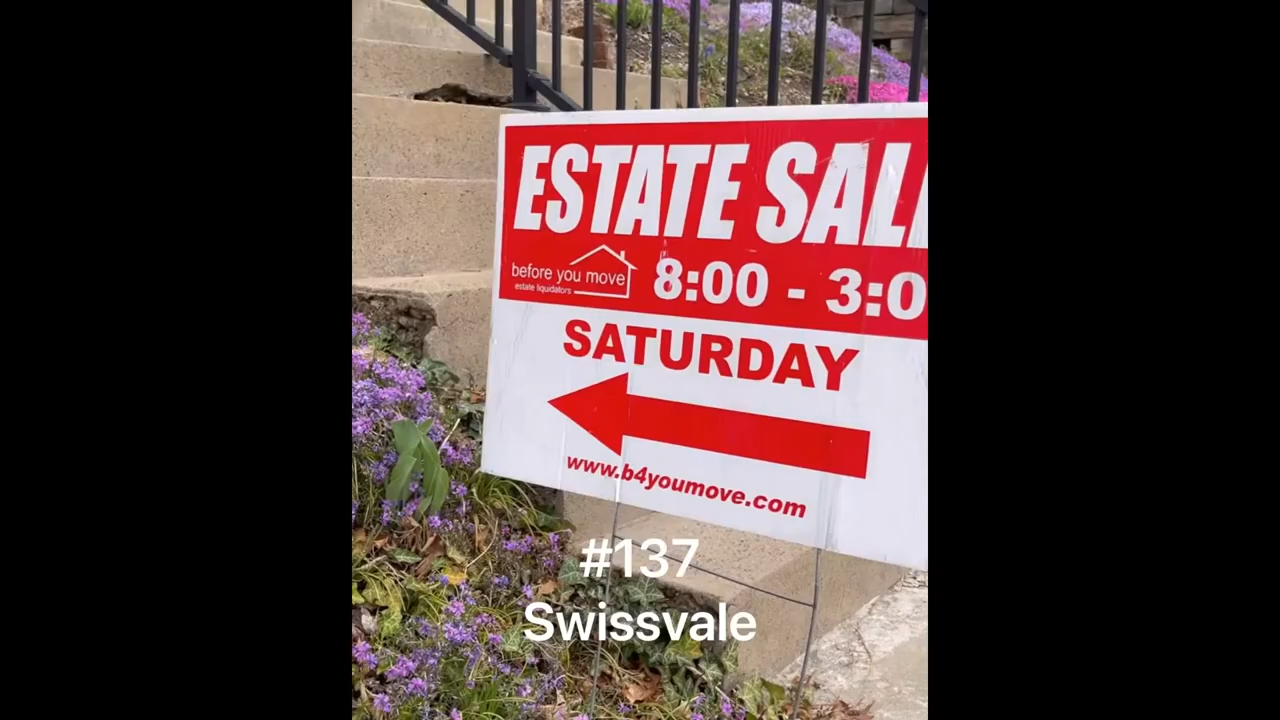 ESTATE SAL
before you move
estate liquidators
8:00 - 3:0
SATURDAY
www.b4youmove.com
#137
Swissvale